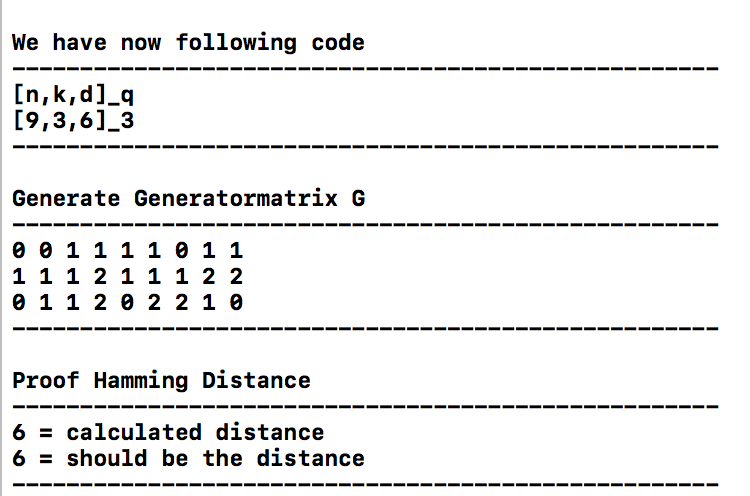 We have now following code
----------------------------------------------------
[n,k,d]_q
[9,3,6]_3
----------------------------------------------------
Generate Generatormatrix G
----------------------------------------------------
0 0 1 1 1 1 0 1 1
1 1 1 2 1 1 1 2 2
0 1 1 2 0 2 2 1 0
----------------------------------------------------
Proof Hamming Distance
----------------------------------------------------
6 = calculated distance
6 = should be the distance
----------------------------------------------------